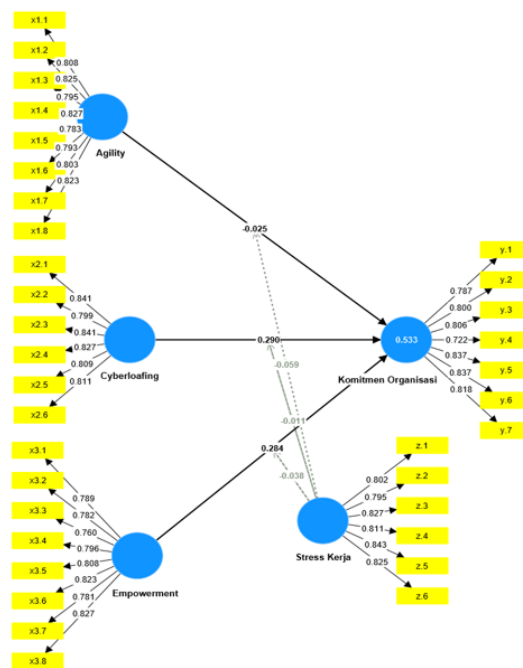 x1.1
x1.2
x1.3
x1.4
x1.5
x1.6
x1.7
x1.8
0.808
0.825
0.795
0.827
0.783
0.793
0.803
0.823
Agility
-0.025
x2.1
x2.2
x2.3
x2.4
x2.5
x2.6
0.841
0.799
0.841
0.827
0.809
0.811
Cyberloafing
0.290
0.533
Komitmen Organisasi
y.1
y.2
y.3
y.4
y.5
y.6
y.7
0.787
0.800
0.806
0.722
0.837
0.837
0.818
-0.059
-0.011
0.284
-0.038
x3.1
x3.2
x3.3
x3.4
x3.5
x3.6
x3.7
x3.8
0.789
0.782
0.760
0.796
0.808
0.823
0.781
0.827
Empowerment
Stress Kerja
0.802
0.795
0.827
0.811
0.843
0.825
z.1
z.2
z.3
z.4
z.5
z.6